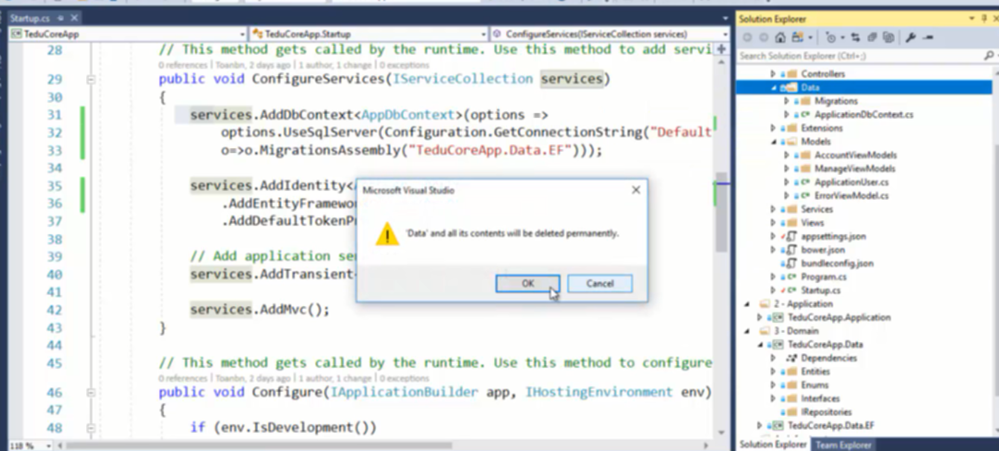 Startup.cs
TeduCoreApp
TeduCoreApp.Startup
ConfigureServices(IServiceCollection services)
28 // This method gets called by the runtime. Use this method to add servi
0 references | Toanbn, 2 days ago | 1 author, 1 change | 0 exceptions
29 public void ConfigureServices(IServiceCollection services)
30 {
31 services.AddDbContext<AppDbContext>(options =>
32 options.UseSqlServer(Configuration.GetConnectionString("Default
33 o=>o.MigrationsAssembly("TeduCoreApp.Data.EF")));
34
35 services.AddIdentity<
36 .AddEntityFramewo
37 .AddDefaultTokenP
38
39 // Add application se
40 services.AddTransient
41
42 services.AddMvc();
43 }
44
45 // This method gets called by the runtime. Use this method to configure
0 references | Toanbn, 2 days ago | 1 author, 1 change | 0 exceptions
46 public void Configure(IApplicationBuilder app, IHostingEnvironment env)
47 {
48 if (env.IsDevelopment())
118 %
Microsoft Visual Studio
'Data' and all its contents will be deleted permanently.
OK
Cancel
Solution Explorer
Search Solution Explorer (Ctrl+;)
Controllers
Data
Migrations
ApplicationDbContext.cs
Extensions
Models
AccountViewModels
ManageViewModels
ApplicationUser.cs
ErrorViewModel.cs
Services
Views
appsettings.json
bower.json
bundleconfig.json
Program.cs
Startup.cs
2 - Application
TeduCoreApp.Application
3 - Domain
TeduCoreApp.Data
Dependencies
Entities
Enums
Interfaces
IRepositories
TeduCoreApp.Data.EF
Solution Explorer
Team Explorer